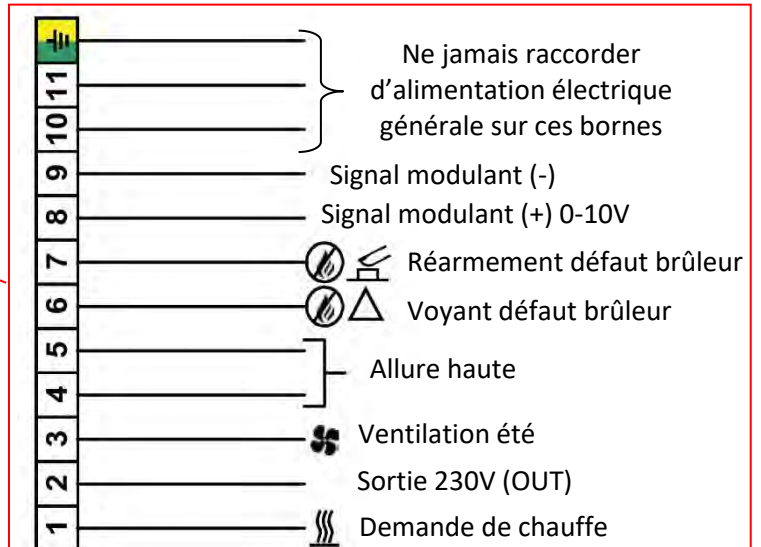 Ne jamais raccorder
d’alimentation électrique
générale sur ces bornes
11
10
9
Signal modulant (-)
8
Signal modulant (+) 0-10V
7
Réarmement défaut brûleur
6
Voyant défaut brûleur
5
Allure haute
4
3
Ventilation été
2
Sortie 230V (OUT)
1
Demande de chauffe